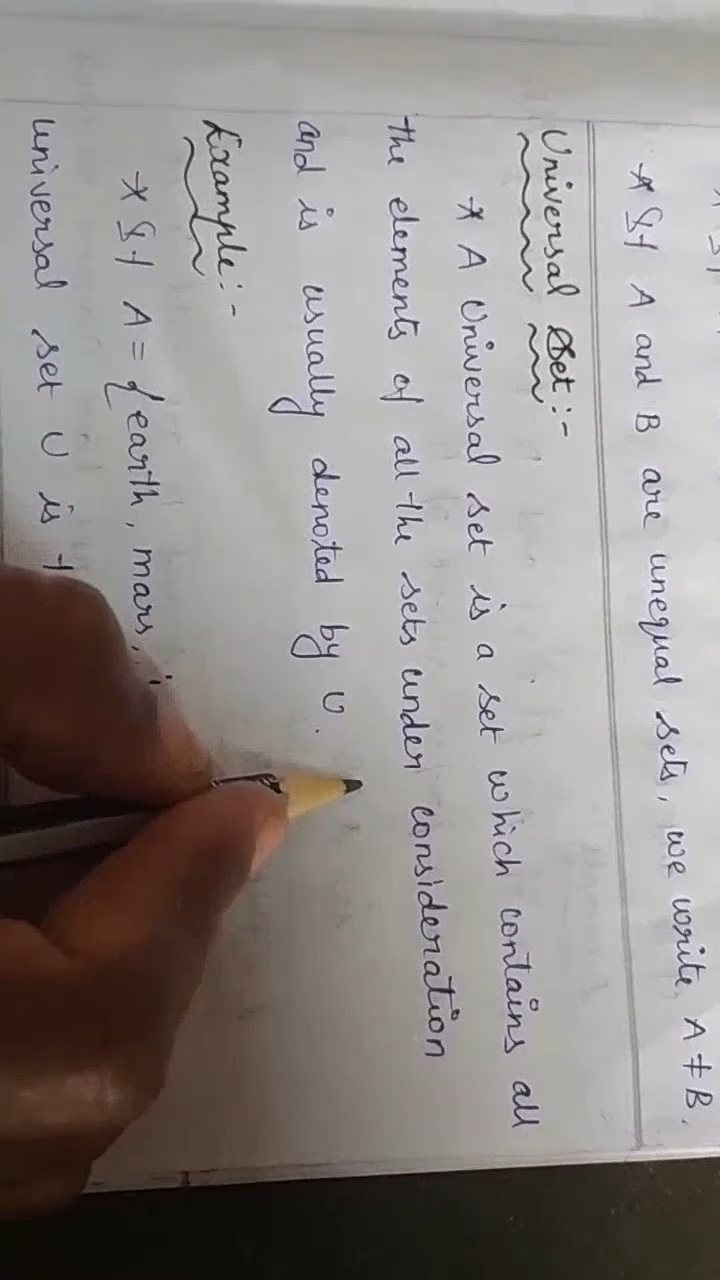 * If A and B are unequal sets, we write A ≠ B.
Universal Set :-
* A Universal set is a set which contains all
the elements of all the sets under consideration
and is usually denoted by U.
Example :-
* If A = {earth, mars,
universal set U is